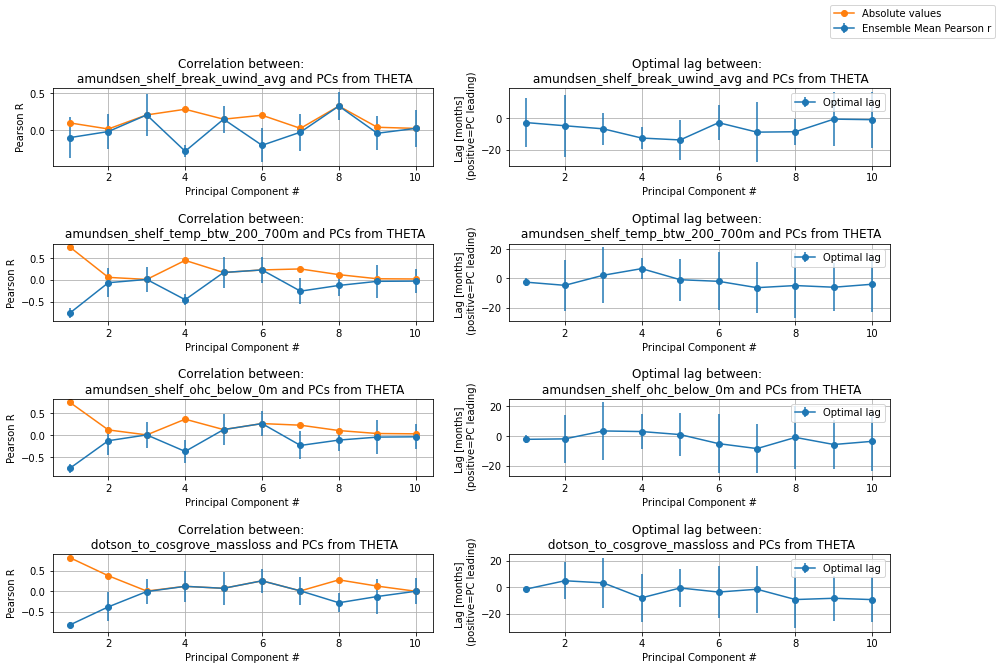 Absolute values
Ensemble Mean Pearson r
Correlation between:
amundsen_shelf_break_uwind_avg and PCs from THETA
Pearson R
0.5
0.0
2
4
6
8
10
Principal Component #
Optimal lag between:
amundsen_shelf_break_uwind_avg and PCs from THETA
Lag [months]
(positive=PC leading)
0
−20
Optimal lag
2
4
6
8
10
Principal Component #
Correlation between:
amundsen_shelf_temp_btw_200_700m and PCs from THETA
Pearson R
0.5
0.0
−0.5
2
4
6
8
10
Principal Component #
Optimal lag between:
amundsen_shelf_temp_btw_200_700m and PCs from THETA
Lag [months]
(positive=PC leading)
20
0
−20
Optimal lag
2
4
6
8
10
Principal Component #
Correlation between:
amundsen_shelf_ohc_below_0m and PCs from THETA
Pearson R
0.5
0.0
−0.5
2
4
6
8
10
Principal Component #
Optimal lag between:
amundsen_shelf_ohc_below_0m and PCs from THETA
Lag [months]
(positive=PC leading)
20
0
−20
Optimal lag
2
4
6
8
10
Principal Component #
Correlation between:
dotson_to_cosgrove_massloss and PCs from THETA
Pearson R
0.5
0.0
−0.5
2
4
6
8
10
Principal Component #
Optimal lag between:
dotson_to_cosgrove_massloss and PCs from THETA
Lag [months]
(positive=PC leading)
20
0
−20
Optimal lag
2
4
6
8
10
Principal Component #